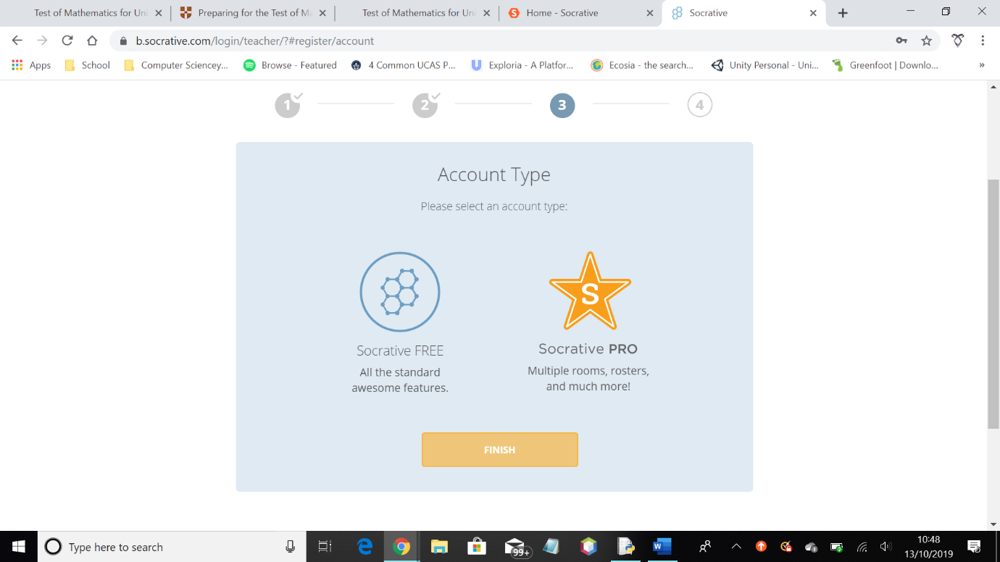 Test of Mathematics for Uni
Preparing for the Test of Ma
Test of Mathematics for Uni
S Home - Socrative
Socrative
b.socrative.com/login/teacher/?#register/account
Apps
School
Computer Sciencey...
Browse - Featured
4 Common UCAS P...
U Exploria - A Platfor...
Ecosia - the search...
Unity Personal - Uni...
Greenfoot | Downlo...
»
1
2
3
4
Account Type
Please select an account type:
S
Socrative FREE
Socrative PRO
All the standard
awesome features.
Multiple rooms, rosters,
and much more!
FINISH
Type here to search
99+
W
10:48
13/10/2019